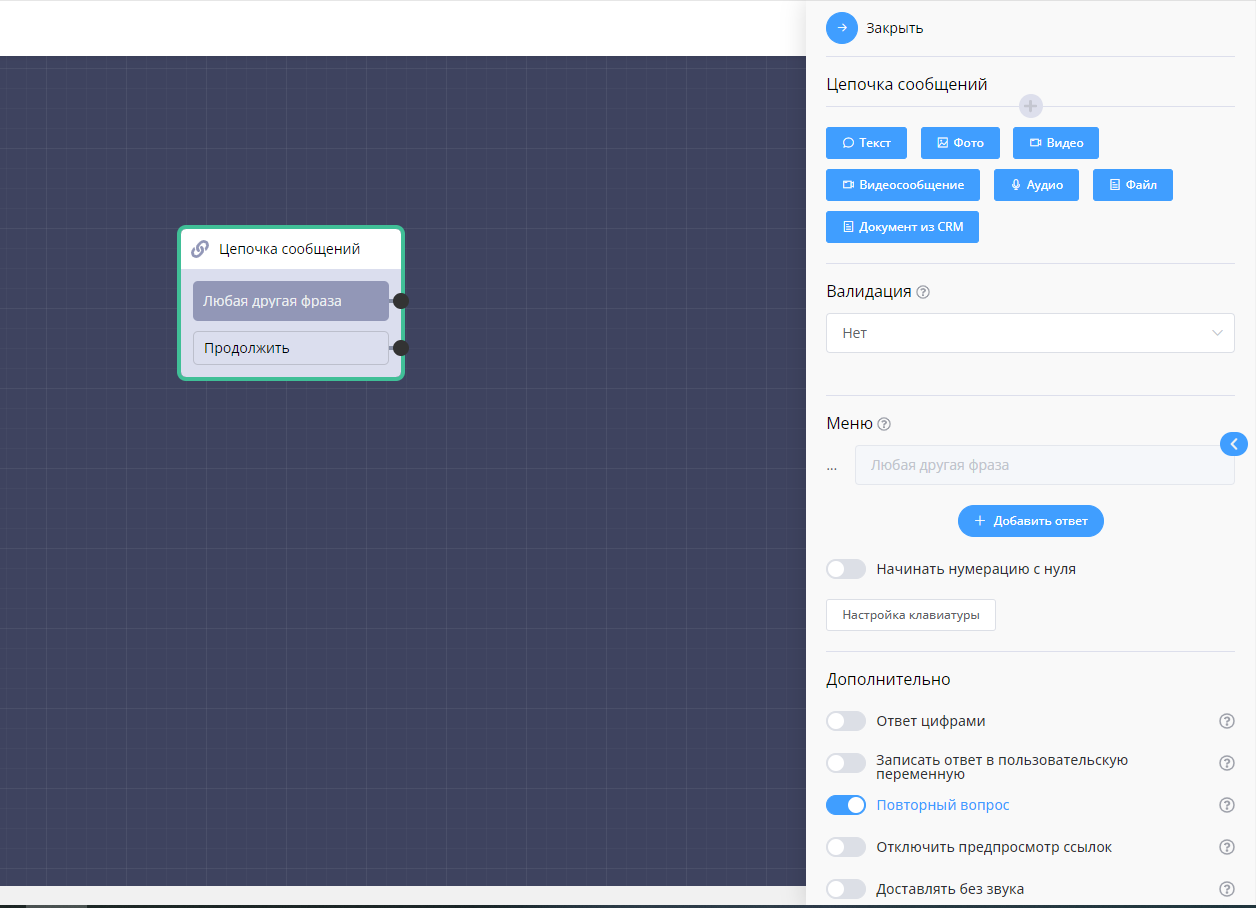 Цепочка сообщений
Любая другая фраза
Продолжить
Закрыть
Цепочка сообщений
Текст
Фото
Видео
Видеосообщение
Аудио
Файл
Документ из CRM
Валидация
Нет
Меню
...
Любая другая фраза
Добавить ответ
Начинать нумерацию с нуля
Настройка клавиатуры
Дополнительно
Ответ цифрами
Записать ответ в пользовательскую
переменную
Повторный вопрос
Отключить предпросмотр ссылок
Доставлять без звука